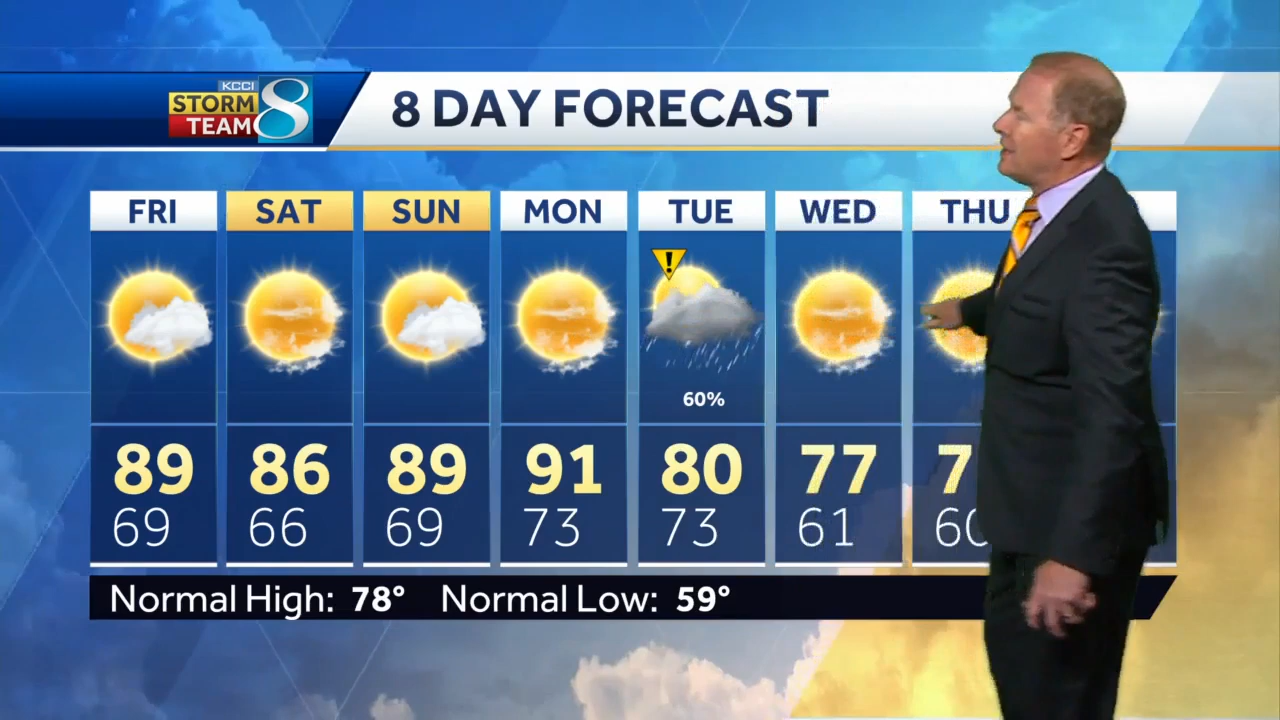 KCCI
STORM
TEAM 8
8 DAY FORECAST
FRI SAT SUN MON TUE WED THU
!
60%
89 86 89 91 80 77
69 66 69 73 73 61 60
Normal High: 78° Normal Low: 59°